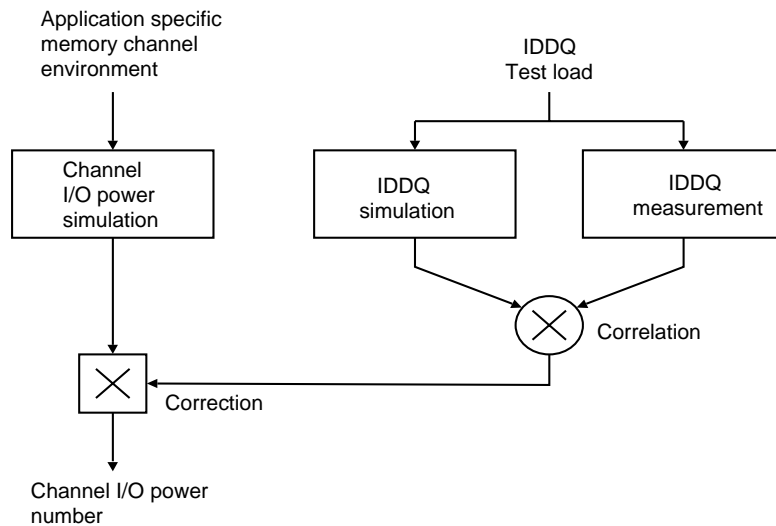 Application specific
memory channel
environment
IDDQ
Test load
Channel
I/O power
simulation
IDDQ
simulation
IDDQ
measurement
Correlation
Correction
Channel I/O power
number